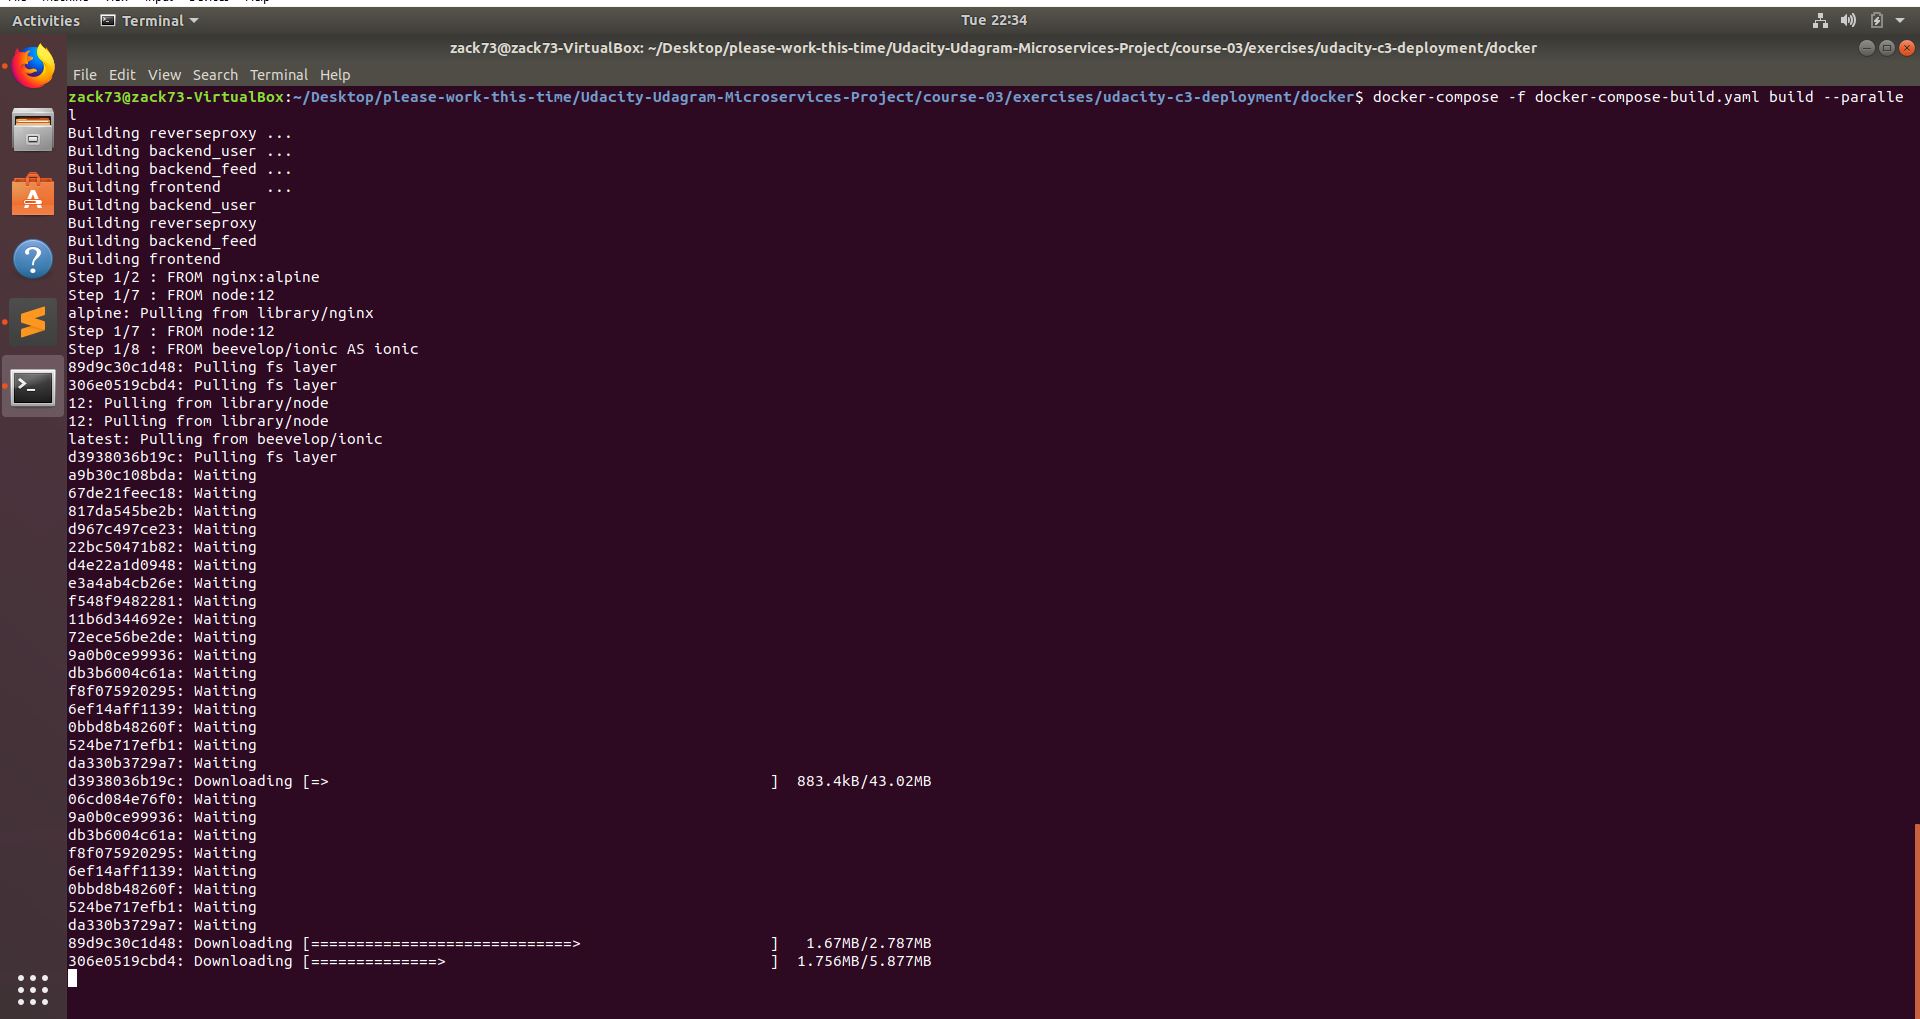 Activities Terminal Tue 22:34
zack73@zack73-VirtualBox: ~/Desktop/please-work-this-time/Udacity-Udagram-Microservices-Project/course-03/exercises/udacity-c3-deployment/docker
File Edit View Search Terminal Help
zack73@zack73-VirtualBox:~/Desktop/please-work-this-time/Udacity-Udagram-Microservices-Project/course-03/exercises/udacity-c3-deployment/docker$ docker-compose -f docker-compose-build.yaml build --paralle
l
Building reverseproxy ...
Building backend_user ...
Building backend_feed ...
Building frontend     ...
Building backend_user
Building reverseproxy
Building backend_feed
Building frontend
Step 1/2 : FROM nginx:alpine
Step 1/7 : FROM node:12
alpine: Pulling from library/nginx
Step 1/7 : FROM node:12
Step 1/8 : FROM beevelop/ionic AS ionic
89d9c30c1d48: Pulling fs layer
306e0519cbd4: Pulling fs layer
12: Pulling from library/node
12: Pulling from library/node
latest: Pulling from beevelop/ionic
d3938036b19c: Pulling fs layer
a9b30c108bda: Waiting
67de21feec18: Waiting
817da545be2b: Waiting
d967c497ce23: Waiting
22bc50471b82: Waiting
d4e22a1d0948: Waiting
e3a4ab4cb26e: Waiting
f548f9482281: Waiting
11b6d344692e: Waiting
72ece56be2de: Waiting
9a0b0ce99936: Waiting
db3b6004c61a: Waiting
f8f075920295: Waiting
6ef14aff1139: Waiting
0bbd8b48260f: Waiting
524be717efb1: Waiting
da330b3729a7: Waiting
d3938036b19c: Downloading [=>                                                 ]  883.4kB/43.02MB
06cd084e76f0: Waiting
9a0b0ce99936: Waiting
db3b6004c61a: Waiting
f8f075920295: Waiting
6ef14aff1139: Waiting
0bbd8b48260f: Waiting
524be717efb1: Waiting
da330b3729a7: Waiting
89d9c30c1d48: Downloading [=============================>                     ]   1.67MB/2.787MB
306e0519cbd4: Downloading [==============>                                    ]  1.756MB/5.877MB